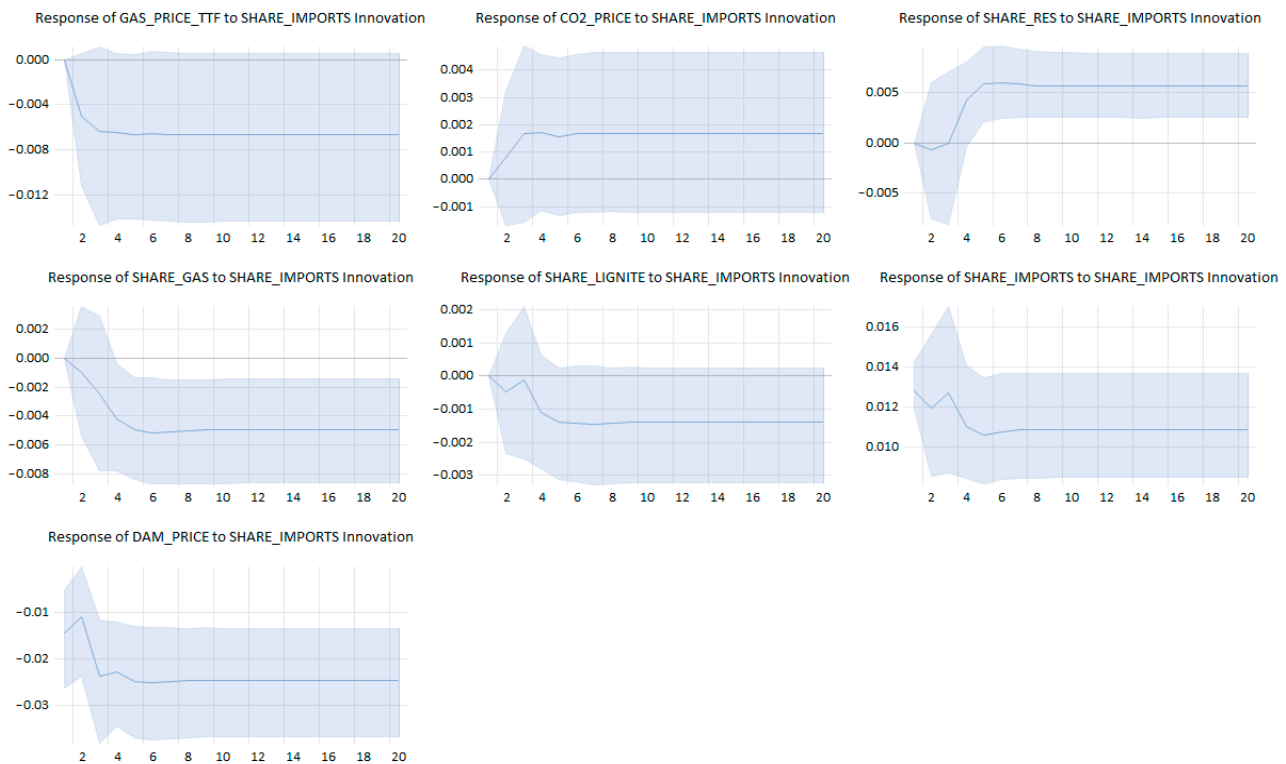 Response of GAS_PRICE_TTF to SHARE_IMPORTS Innovation
0.000
−0.004
−0.008
−0.012
2 4 6 8 10 12 14 16 18 20
Response of CO2_PRICE to SHARE_IMPORTS Innovation
0.004
0.003
0.002
0.001
0.000
−0.001
2 4 6 8 10 12 14 16 18 20
Response of SHARE_RES to SHARE_IMPORTS Innovation
0.005
0.000
−0.005
2 4 6 8 10 12 14 16 18 20
Response of SHARE_GAS to SHARE_IMPORTS Innovation
0.002
0.000
−0.002
−0.004
−0.006
−0.008
2 4 6 8 10 12 14 16 18 20
Response of SHARE_LIGNITE to SHARE_IMPORTS Innovation
0.002
0.001
0.000
−0.001
−0.002
−0.003
2 4 6 8 10 12 14 16 18 20
Response of SHARE_IMPORTS to SHARE_IMPORTS Innovation
0.016
0.014
0.012
0.010
2 4 6 8 10 12 14 16 18 20
Response of DAM_PRICE to SHARE_IMPORTS Innovation
−0.01
−0.02
−0.03
2 4 6 8 10 12 14 16 18 20